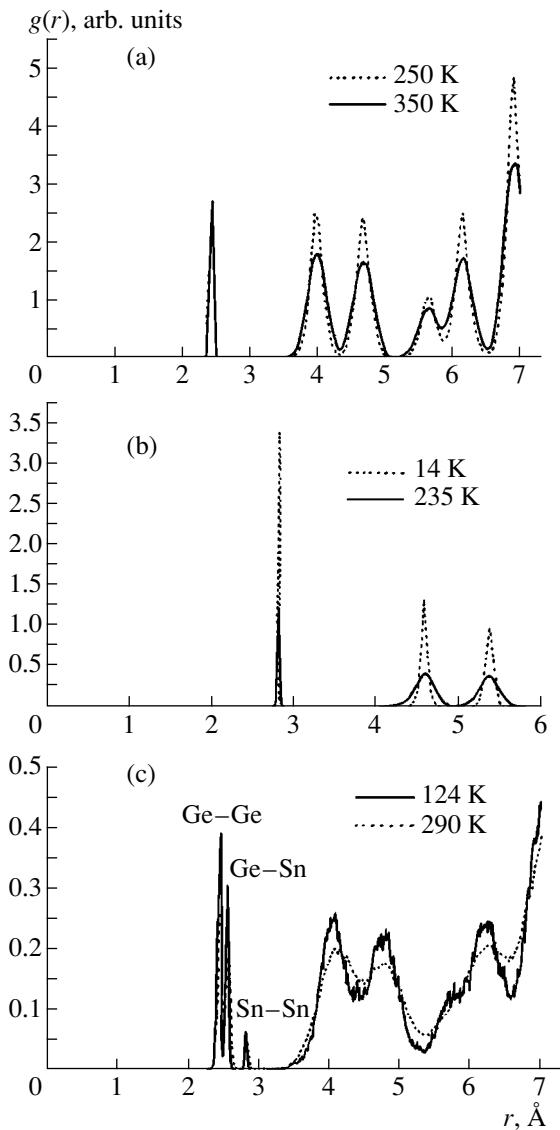 g(r), arb. units
5
4
3
2
1
0
(a)
250 K
350 K
1 2 3 4 5 6 7
3.5
3.0
2.5
2.0
1.5
1.0
0.5
0
(b)
14 K
235 K
1 2 3 4 5 6
0.5
0.4
0.3
0.2
0.1
0
(c)
124 K
290 K
Ge–Ge
Ge–Sn
Sn–Sn
1 2 3 4 5 6 7
r, Å